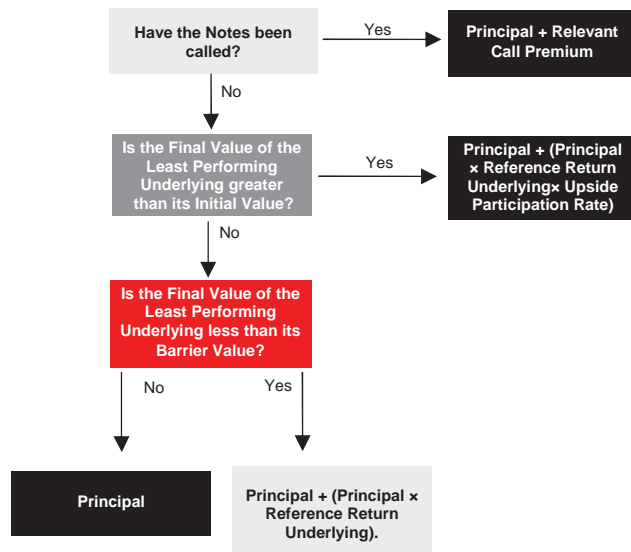 Have the Notes been
called?
Yes
Principal + Relevant
Call Premium
No
Is the Final Value of the
Least Performing
Underlying greater
than its Initial Value?
Yes
Principal + (Principal
× Reference Return
Underlying× Upside
Participation Rate)
No
Is the Final Value of the
Least Performing
Underlying less than its
Barrier Value?
No
Yes
Principal
Principal + (Principal ×
Reference Return
Underlying).